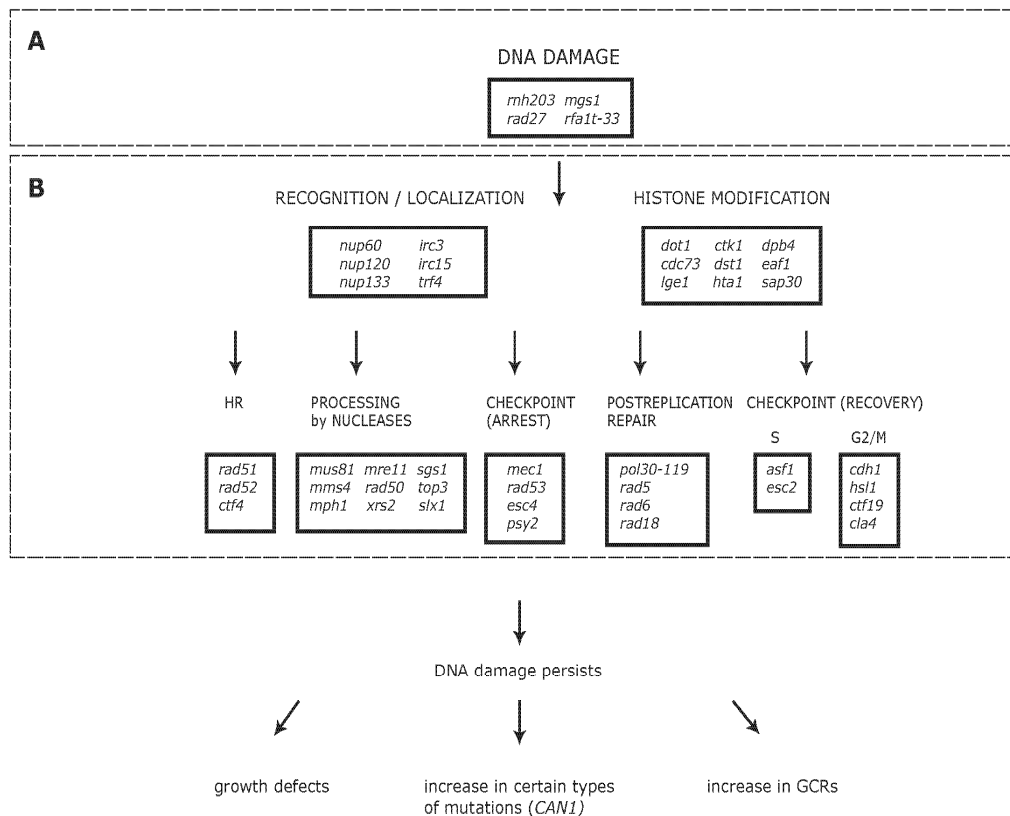 A
DNA DAMAGE
rnh203 mgs1
rad27 rfa1t-33
B
RECOGNITION / LOCALIZATION
nup60 irc3
nup120 irc15
nup133 trf4
HISTONE MODIFICATION
dot1 ctk1 dpb4
cdc73 dst1 eaf1
lge1 hta1 sap30
HR
rad51
rad52
ctf4
PROCESSING
by NUCLEASES
mus81 mre11 sgs1
mms4 rad50 top3
mph1 xrs2 slx1
CHECKPOINT
(ARREST)
mec1
rad53
esc4
psy2
POSTREPLICATION
REPAIR
pol30-119
rad5
rad6
rad18
CHECKPOINT (RECOVERY)
S
asf1
esc2
G2/M
cdh1
hsl1
ctf19
cla4
DNA damage persists
growth defects
increase in certain types
of mutations (CAN1)
increase in GCRs